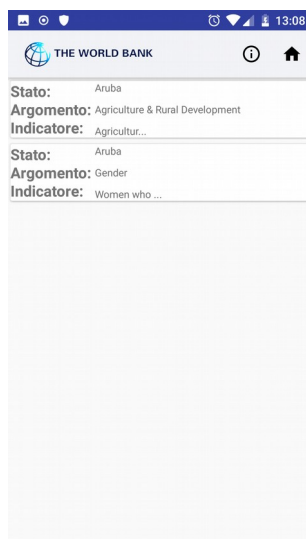 13:08
THE WORLD BANK
Stato: Aruba
Argomento: Agriculture & Rural Development
Indicatore: Agricultur...
Stato: Aruba
Argomento: Gender
Indicatore: Women who ...